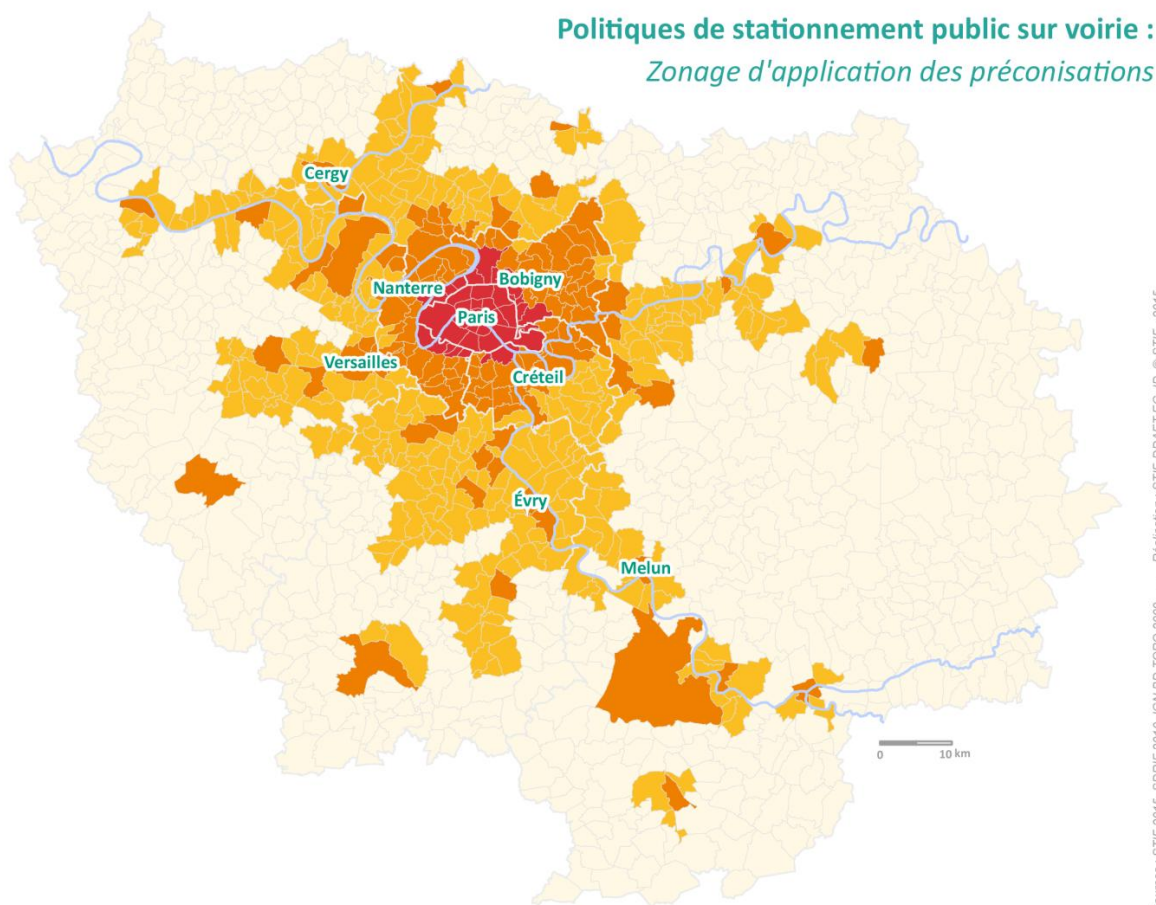 Politiques de stationnement public sur voirie :
Zonage d'application des préconisations
Cergy
Nanterre
Bobigny
Paris
Versailles
Créteil
Évry
Melun
0 10 km